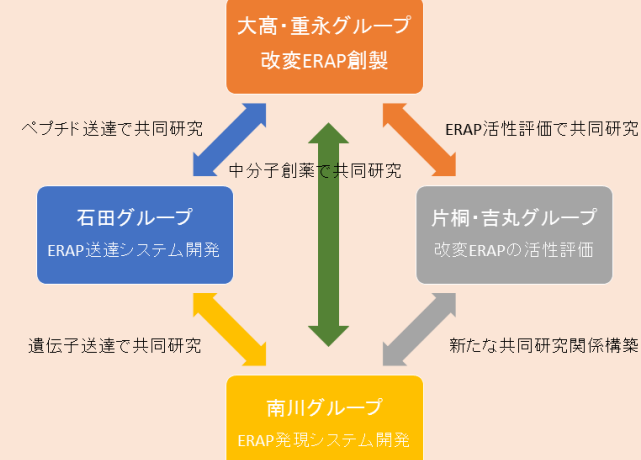 大髙・重永グループ
改変ERAP創製
ペプチド送達で共同研究
ERAP活性評価で共同研究
中分子創薬で共同研究
石田グループ
ERAP送達システム開発
片桐・吉丸グループ
改変ERAPの活性評価
遺伝子送達で共同研究
新たな共同研究関係構築
南川グループ
ERAP発現システム開発